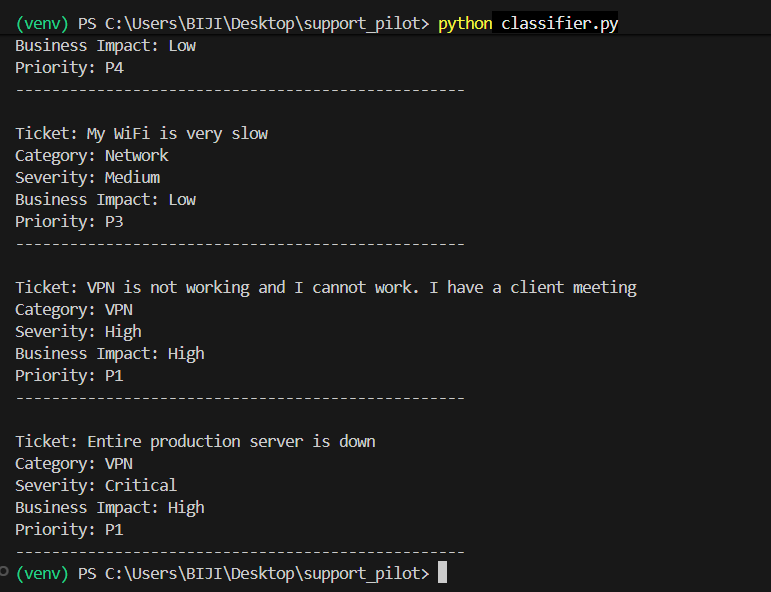 (venv) PS C:\Users\BIJI\Desktop\support_pilot> python classifier.py
Business Impact: Low
Priority: P4
--------------------------------------------------
Ticket: My WiFi is very slow
Category: Network
Severity: Medium
Business Impact: Low
Priority: P3
--------------------------------------------------
Ticket: VPN is not working and I cannot work. I have a client meeting
Category: VPN
Severity: High
Business Impact: High
Priority: P1
--------------------------------------------------
Ticket: Entire production server is down
Category: VPN
Severity: Critical
Business Impact: High
Priority: P1
--------------------------------------------------
(venv) PS C:\Users\BIJI\Desktop\support_pilot>